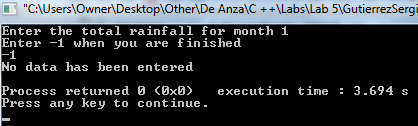 "C:\Users\Owner\Desktop\Other\De Anza\C ++\Labs\Lab 5\GutierrezSergi
Enter the total rainfall for month 1
Enter -1 when you are finished
-1
No data has been entered
Process returned 0 (0x0)   execution time : 3.694 s
Press any key to continue.